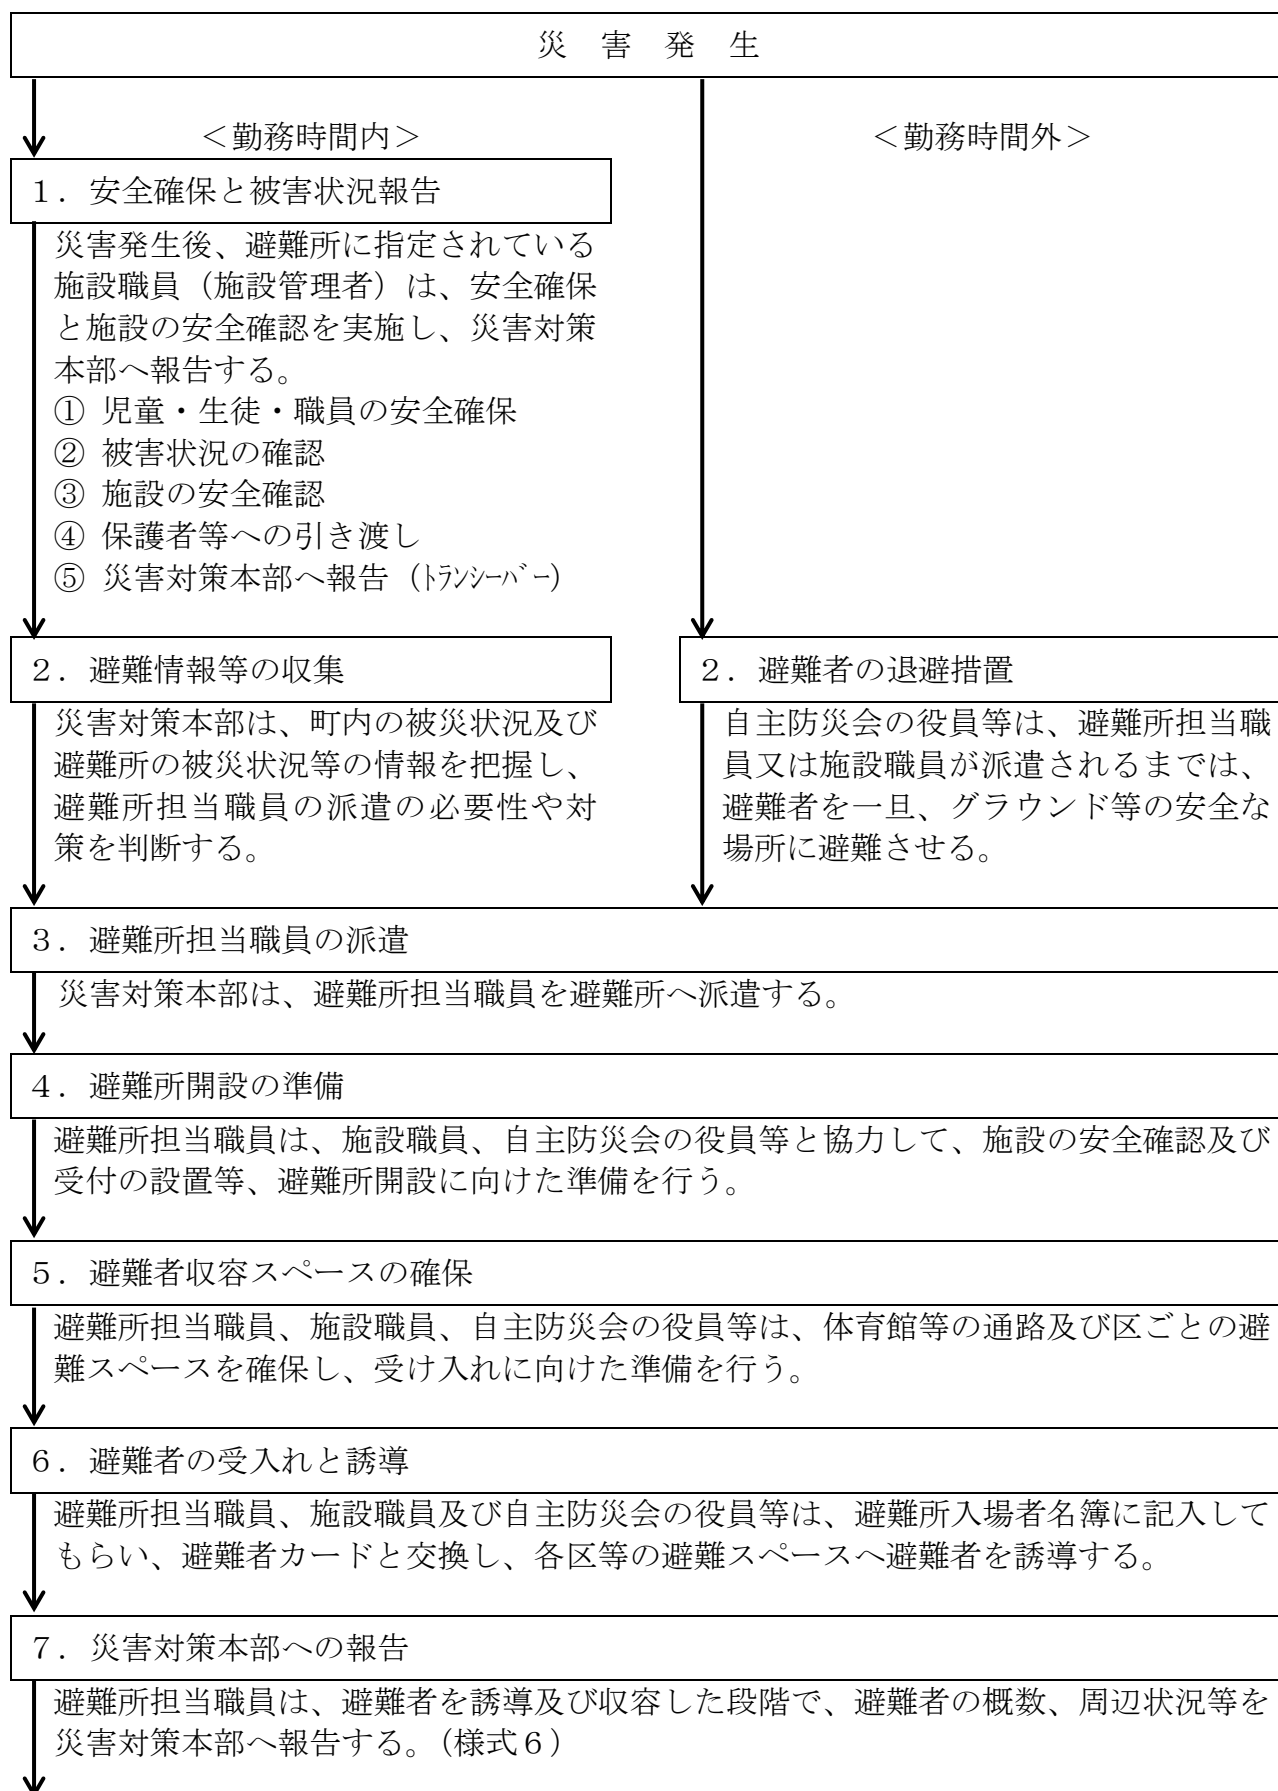 災　害　発　生
＜勤務時間内＞
＜勤務時間外＞
１．安全確保と被害状況報告
災害発生後、避難所に指定されている
施設職員（施設管理者）は、安全確保
と施設の安全確認を実施し、災害対策
本部へ報告する。
① 児童・生徒・職員の安全確保
② 被害状況の確認
③ 施設の安全確認
④ 保護者等への引き渡し
⑤ 災害対策本部へ報告（ﾄﾗﾝｼｰﾊﾞｰ）
２．避難情報等の収集
災害対策本部は、町内の被災状況及び
避難所の被災状況等の情報を把握し、
避難所担当職員の派遣の必要性や対
策を判断する。
２．避難者の退避措置
自主防災会の役員等は、避難所担当職
員又は施設職員が派遣されるまでは、
避難者を一旦、グラウンド等の安全な
場所に避難させる。
３．避難所担当職員の派遣
災害対策本部は、避難所担当職員を避難所へ派遣する。
４．避難所開設の準備
避難所担当職員は、施設職員、自主防災会の役員等と協力して、施設の安全確認及び
受付の設置等、避難所開設に向けた準備を行う。
５．避難者収容スペースの確保
避難所担当職員、施設職員、自主防災会の役員等は、体育館等の通路及び区ごとの避
難スペースを確保し、受け入れに向けた準備を行う。
６．避難者の受入れと誘導
避難所担当職員、施設職員及び自主防災会の役員等は、避難所入場者名簿に記入して
もらい、避難者カードと交換し、各区等の避難スペースへ避難者を誘導する。
７．災害対策本部への報告
避難所担当職員は、避難者を誘導及び収容した段階で、避難者の概数、周辺状況等を
災害対策本部へ報告する。（様式６）